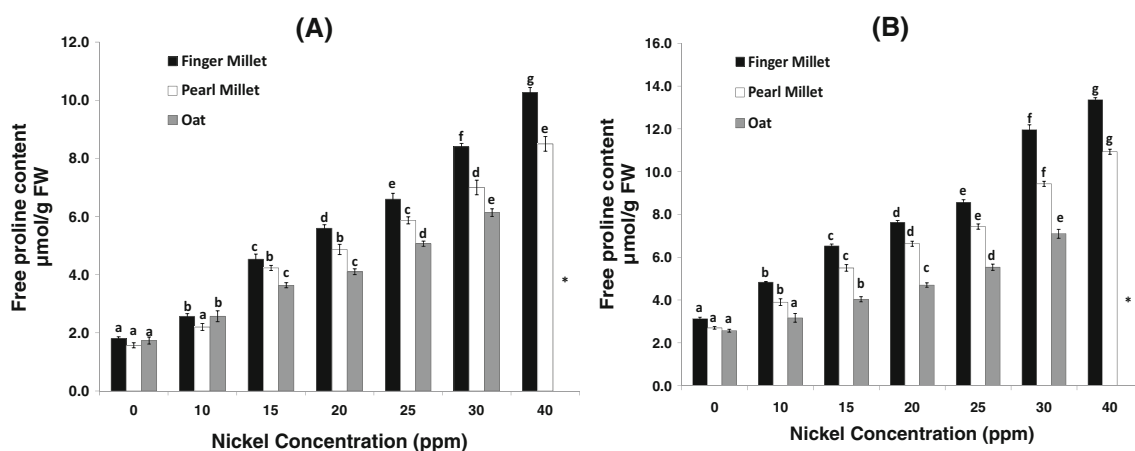 (A)
12.0
10.0
8.0
6.0
4.0
2.0
0.0
Free proline content
µmol/g FW
Finger Millet
Pearl Millet
Oat
a a a
b a b
c b c
d b c
e c d
f d e
g e
*
0 10 15 20 25 30 40
Nickel Concentration (ppm)
(B)
16.0
14.0
12.0
10.0
8.0
6.0
4.0
2.0
0.0
Free proline content
µmol/g FW
Finger Millet
Pearl Millet
Oat
a a a
b b a
c c b
d d c
e e d
f f e
g g
*
0 10 15 20 25 30 40
Nickel Concentration (ppm)